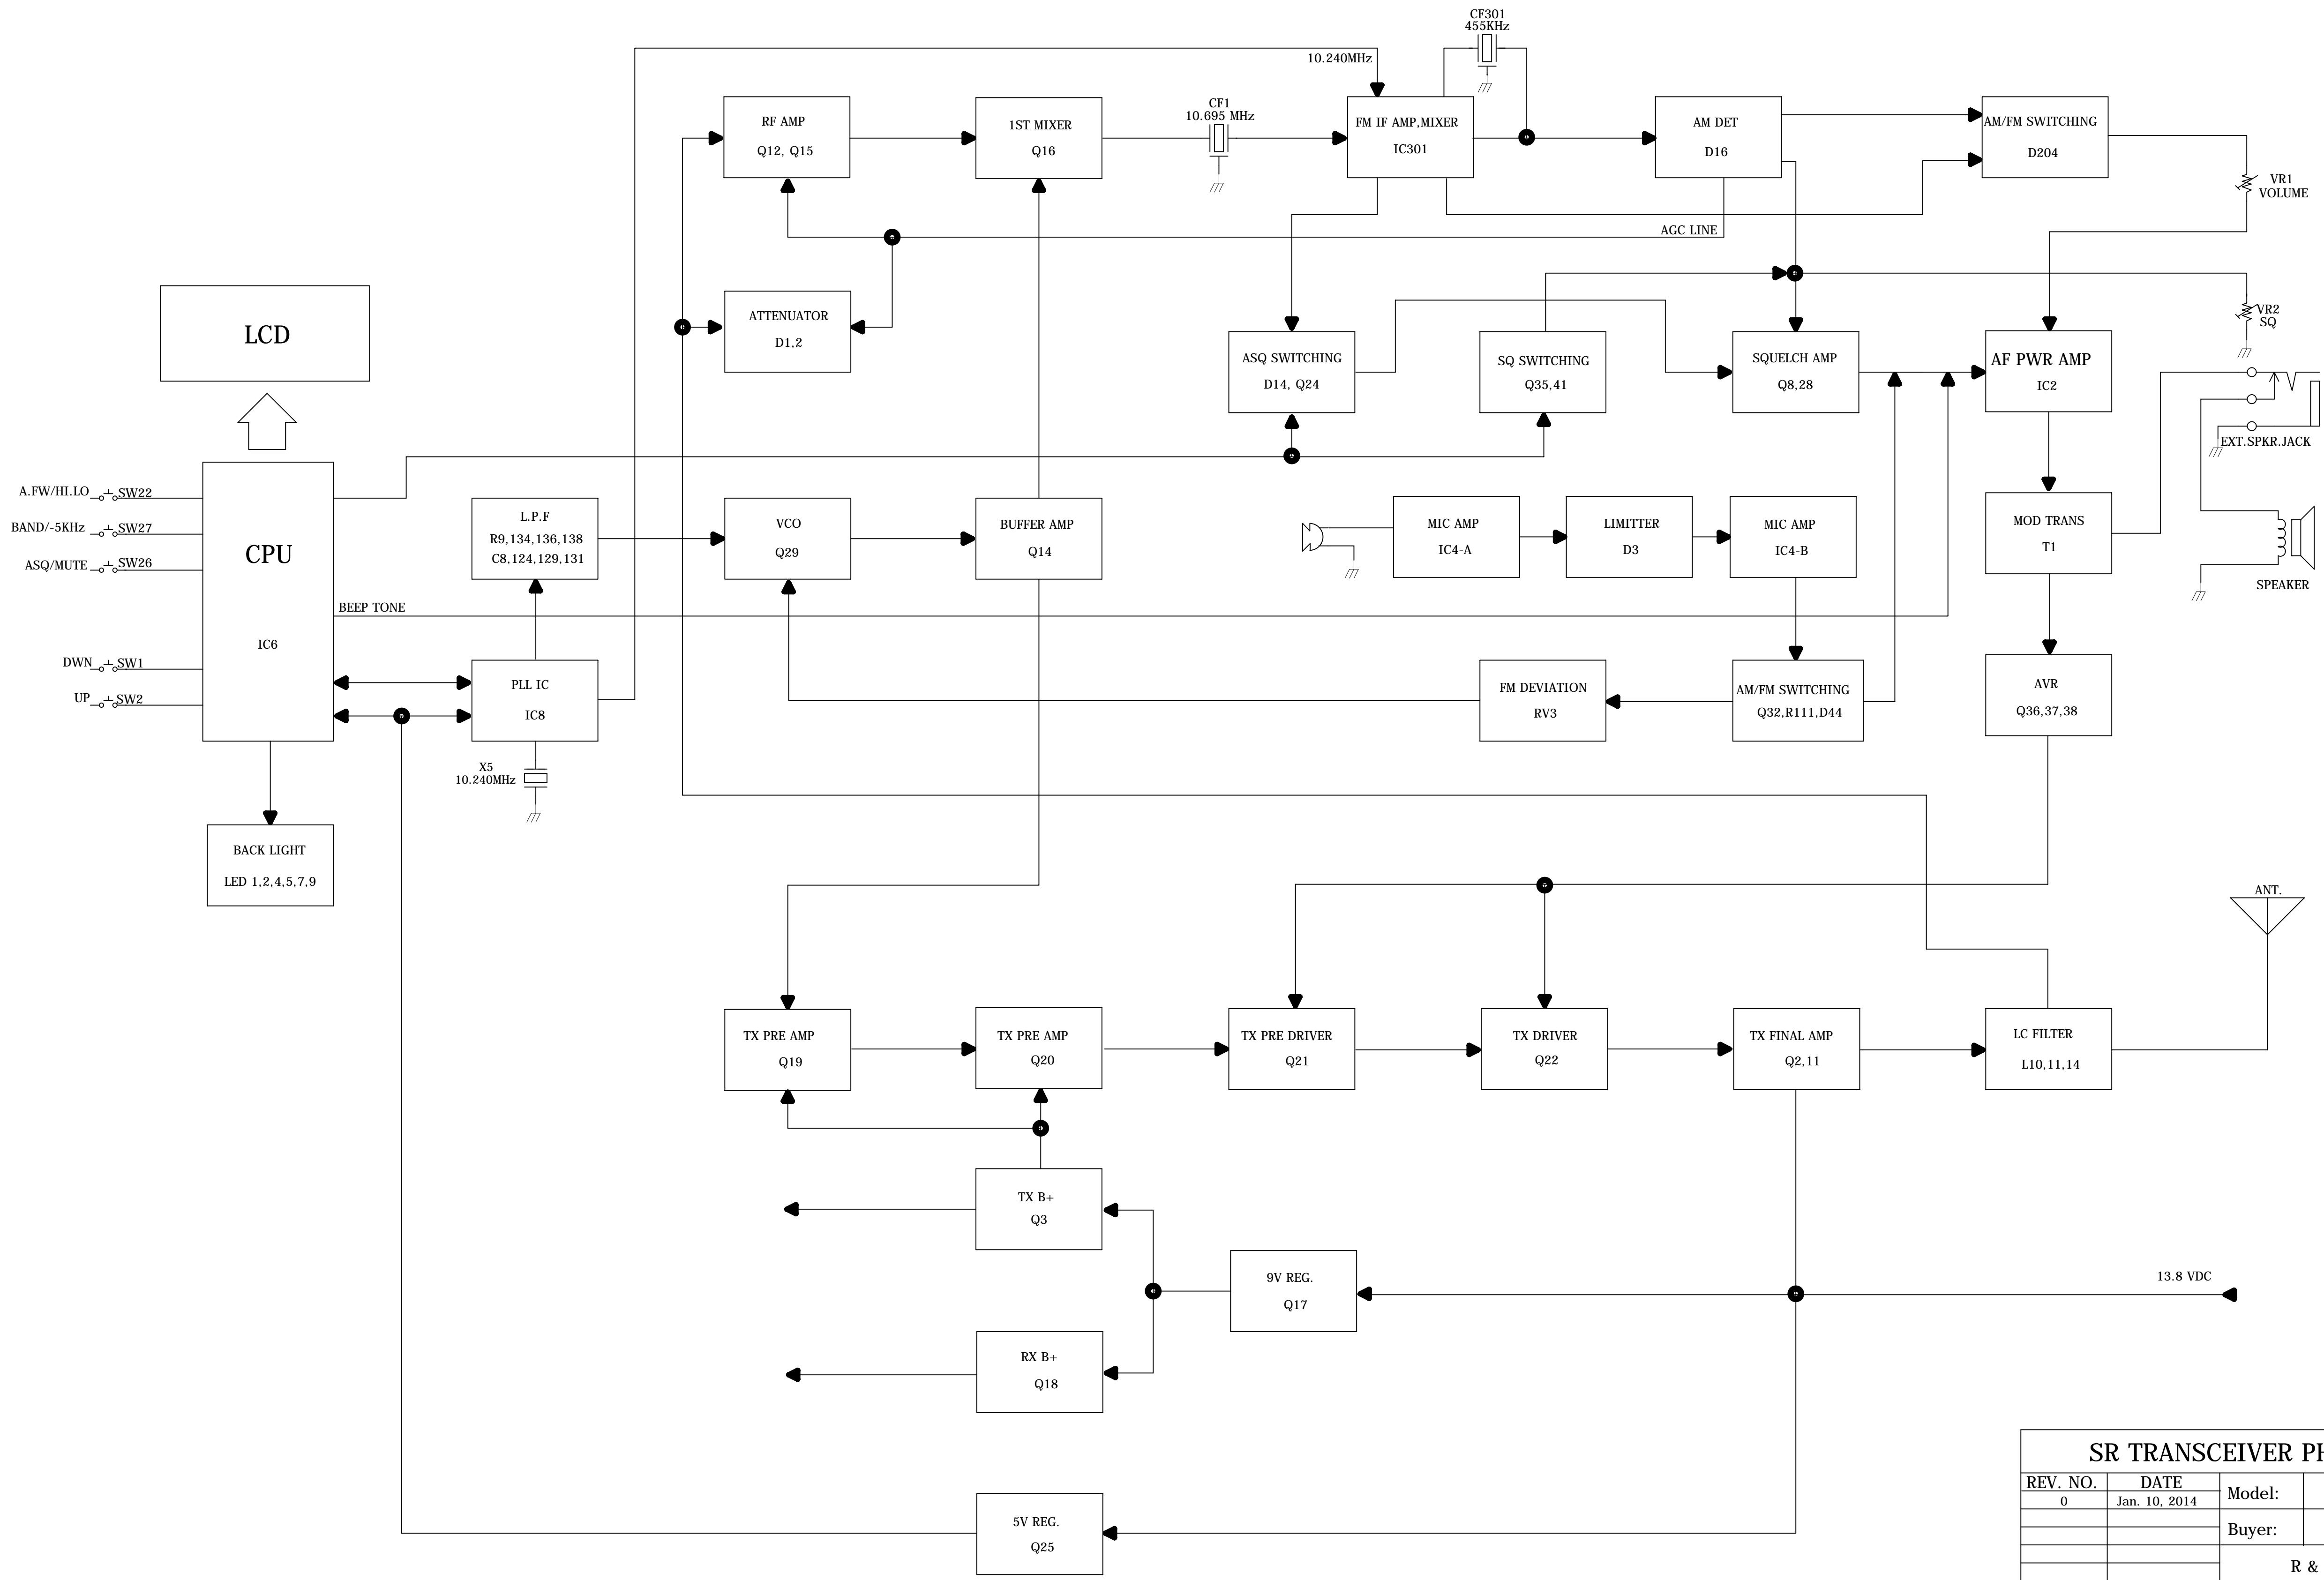 CF301
455KHz
10.240MHz
CF1
10.695 MHz
RF AMP
Q12, Q15
1ST MIXER
Q16
FM IF AMP,MIXER
IC301
AM DET
D16
AM/FM SWITCHING
D204
VR1
VOLUME
AGC LINE
LCD
ATTENUATOR
D1,2
ASQ SWITCHING
D14, Q24
SQ SWITCHING
Q35,41
SQUELCH AMP
Q8,28
AF PWR AMP
IC2
VR2
SQ
EXT.SPKR.JACK
A.FW/HI.LO SW22
BAND/-5KHz SW27
ASQ/MUTE SW26
DWN SW1
UP SW2
CPU
IC6
BEEP TONE
L.P.F
R9,134,136,138
C8,124,129,131
VCO
Q29
BUFFER AMP
Q14
MIC AMP
IC4-A
LIMITTER
D3
MIC AMP
IC4-B
MOD TRANS
T1
SPEAKER
PLL IC
IC8
X5
10.240MHz
FM DEVIATION
RV3
AM/FM SWITCHING
Q32,R111,D44
AVR
Q36,37,38
BACK LIGHT
LED 1,2,4,5,7,9
ANT.
TX PRE AMP
Q19
TX PRE AMP
Q20
TX PRE DRIVER
Q21
TX DRIVER
Q22
TX FINAL AMP
Q2,11
LC FILTER
L10,11,14
TX B+
Q3
9V REG.
Q17
13.8 VDC
RX B+
Q18
5V REG.
Q25
SR TRANSCEIVER
REV. NO. DATE Model:
0 Jan. 10, 2014
Buyer:
R &